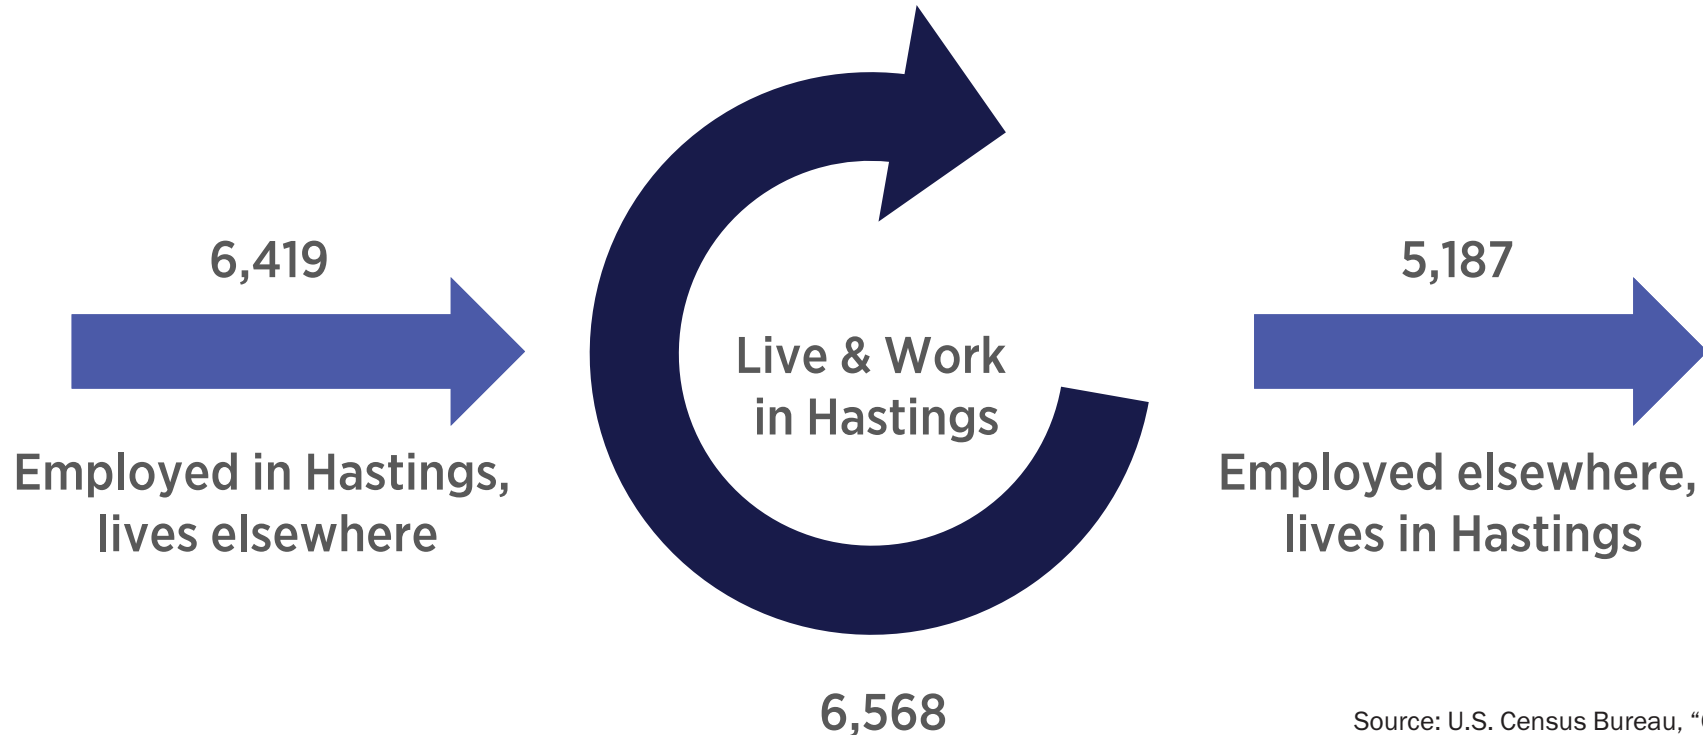 6,419
Employed in Hastings,
lives elsewhere
Live & Work
in Hastings
6,568
5,187
Employed elsewhere,
lives in Hastings
Source: U.S. Census Bureau, “